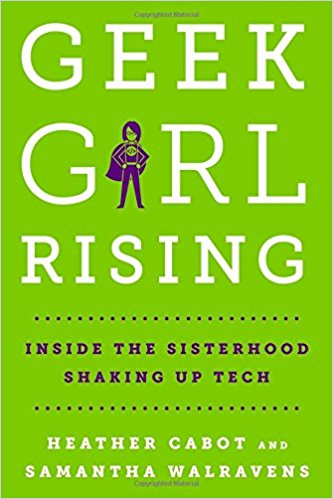 GEEK
GIRL
RISING
INSIDE THE SISTERHOOD
SHAKING UP TECH
HEATHER CABOT AND
SAMANTHA WALRAVENS